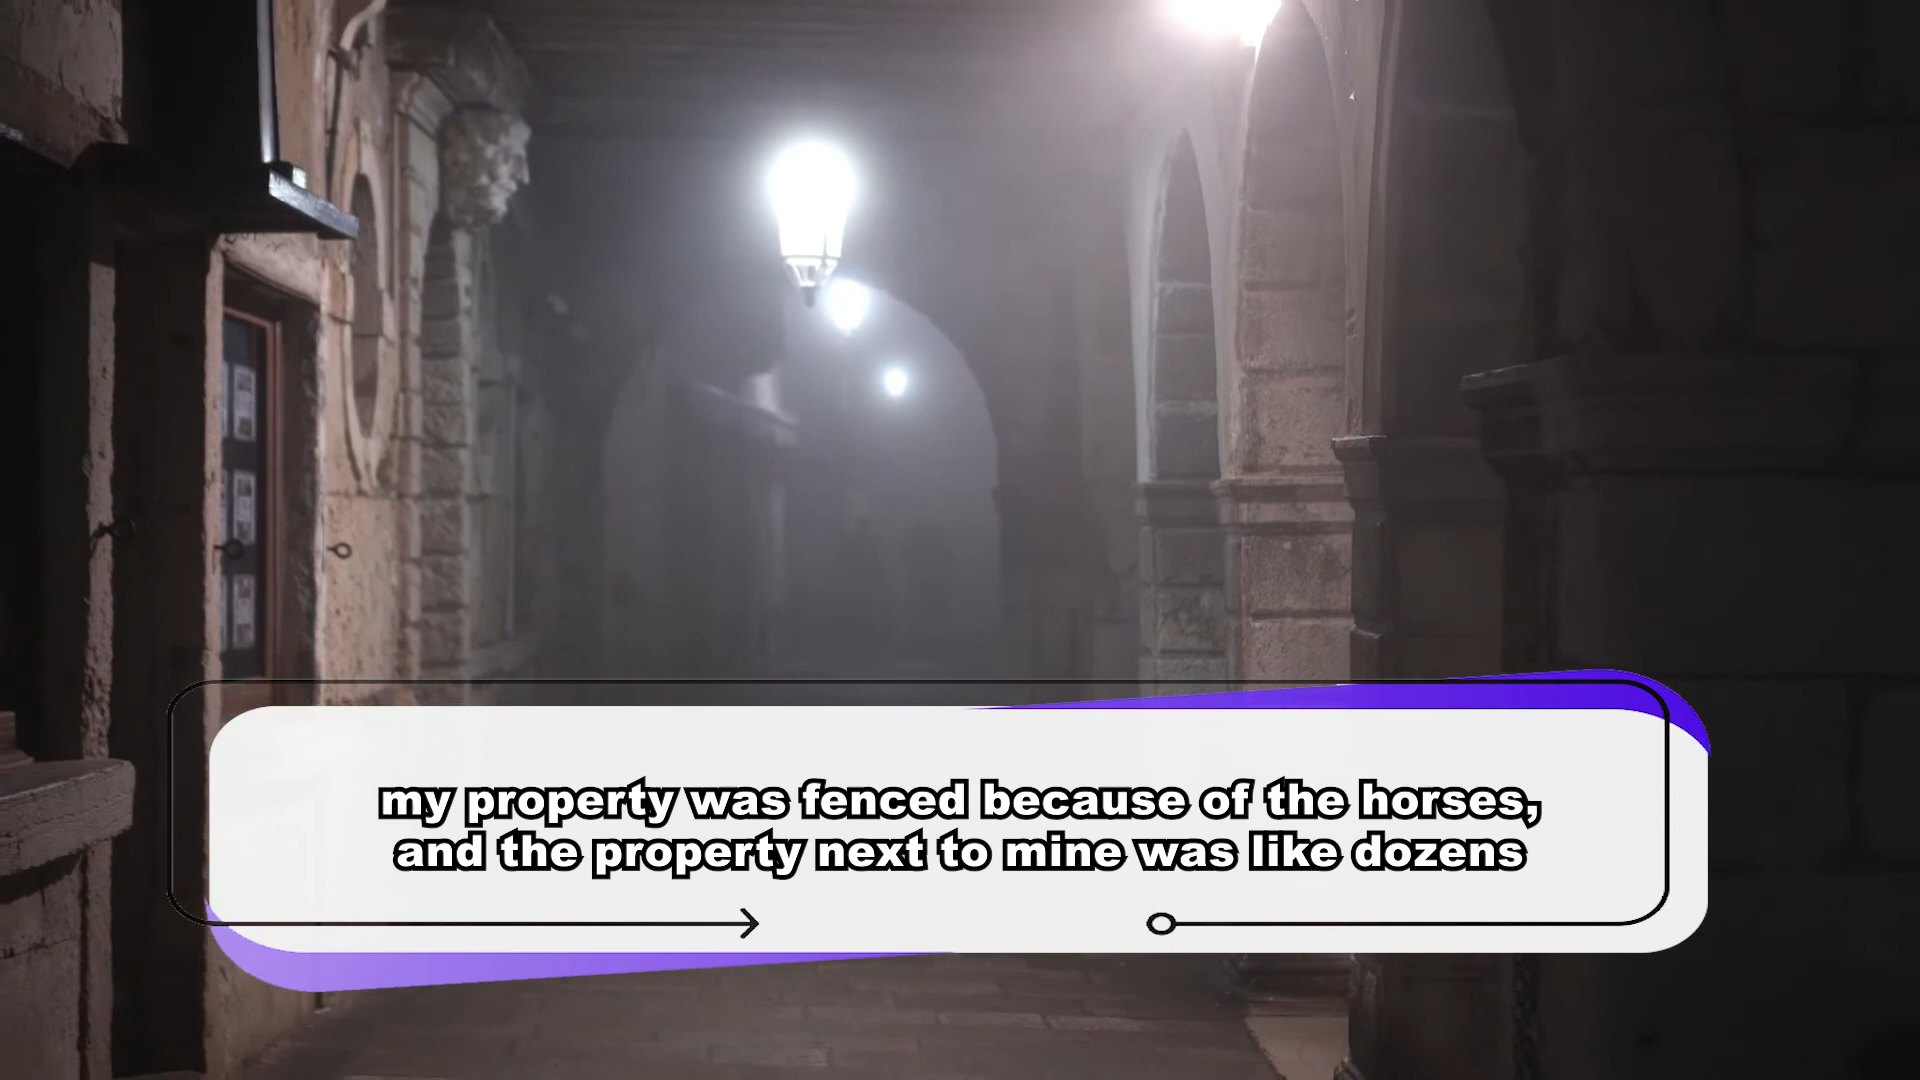 my property was fenced because of the horses,
and the property next to mine was like dozens